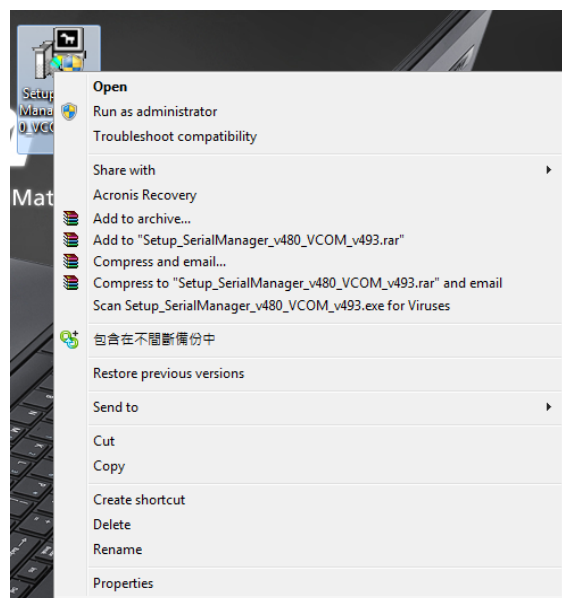 Setup
Mana
0_VCO
Mat
Open
Run as administrator
Troubleshoot compatibility
Share with
Acronis Recovery
Add to archive...
Add to "Setup_SerialManager_v480_VCOM_v493.rar"
Compress and email...
Compress to "Setup_SerialManager_v480_VCOM_v493.rar" and email
Scan Setup_SerialManager_v480_VCOM_v493.exe for Viruses
包含在不間斷備份中
Restore previous versions
Send to
Cut
Copy
Create shortcut
Delete
Rename
Properties